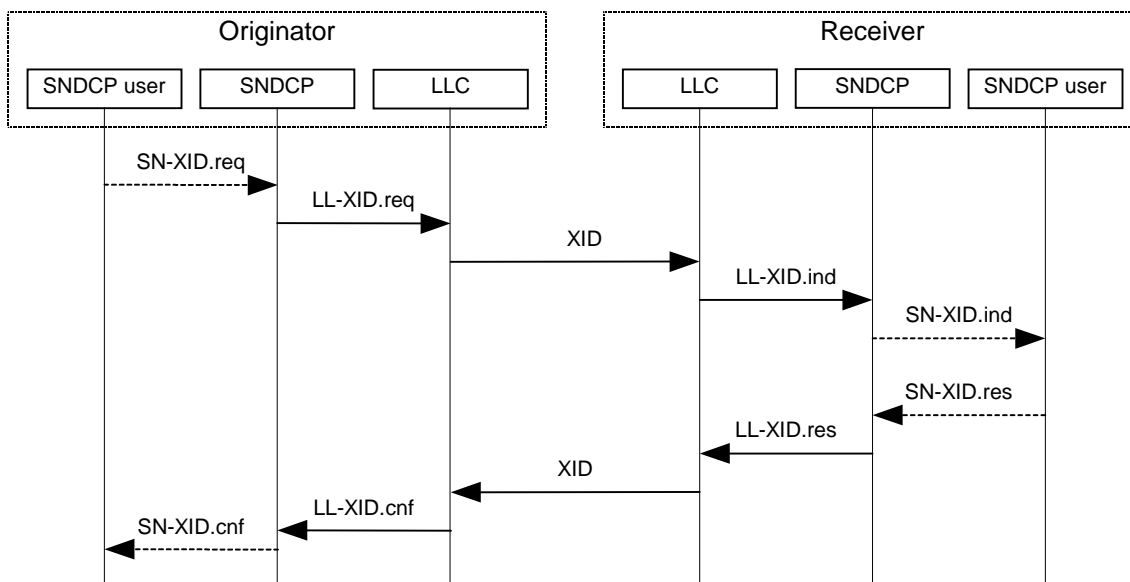 Originator
Receiver
SNDCP user
SNDCP
LLC
LLC
SNDCP
SNDCP user
SN-XID.req
LL-XID.req
XID
LL-XID.ind
SN-XID.ind
SN-XID.res
LL-XID.res
XID
LL-XID.cnf
SN-XID.cnf